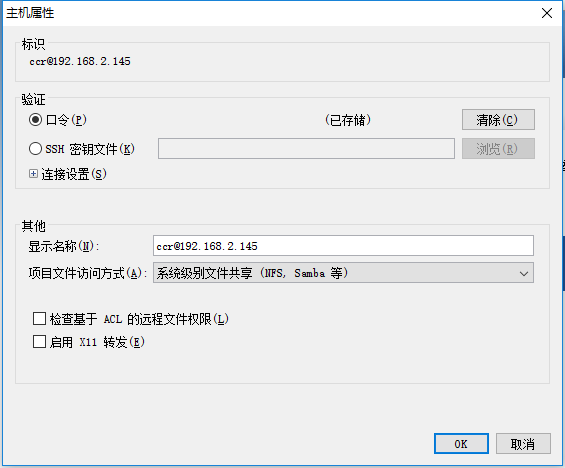 主机属性
标识
ccr@192.168.2.145
验证
口令(P) (已存储) 清除(C)
SSH 密钥文件(K) 浏览(R)
连接设置(S)
其他
显示名称(N): ccr@192.168.2.145
项目文件访问方式(A): 系统级别文件共享 (NFS, Samba 等)
检查基于 ACL 的远程文件权限(L)
启用 X11 转发(E)
OK 取消